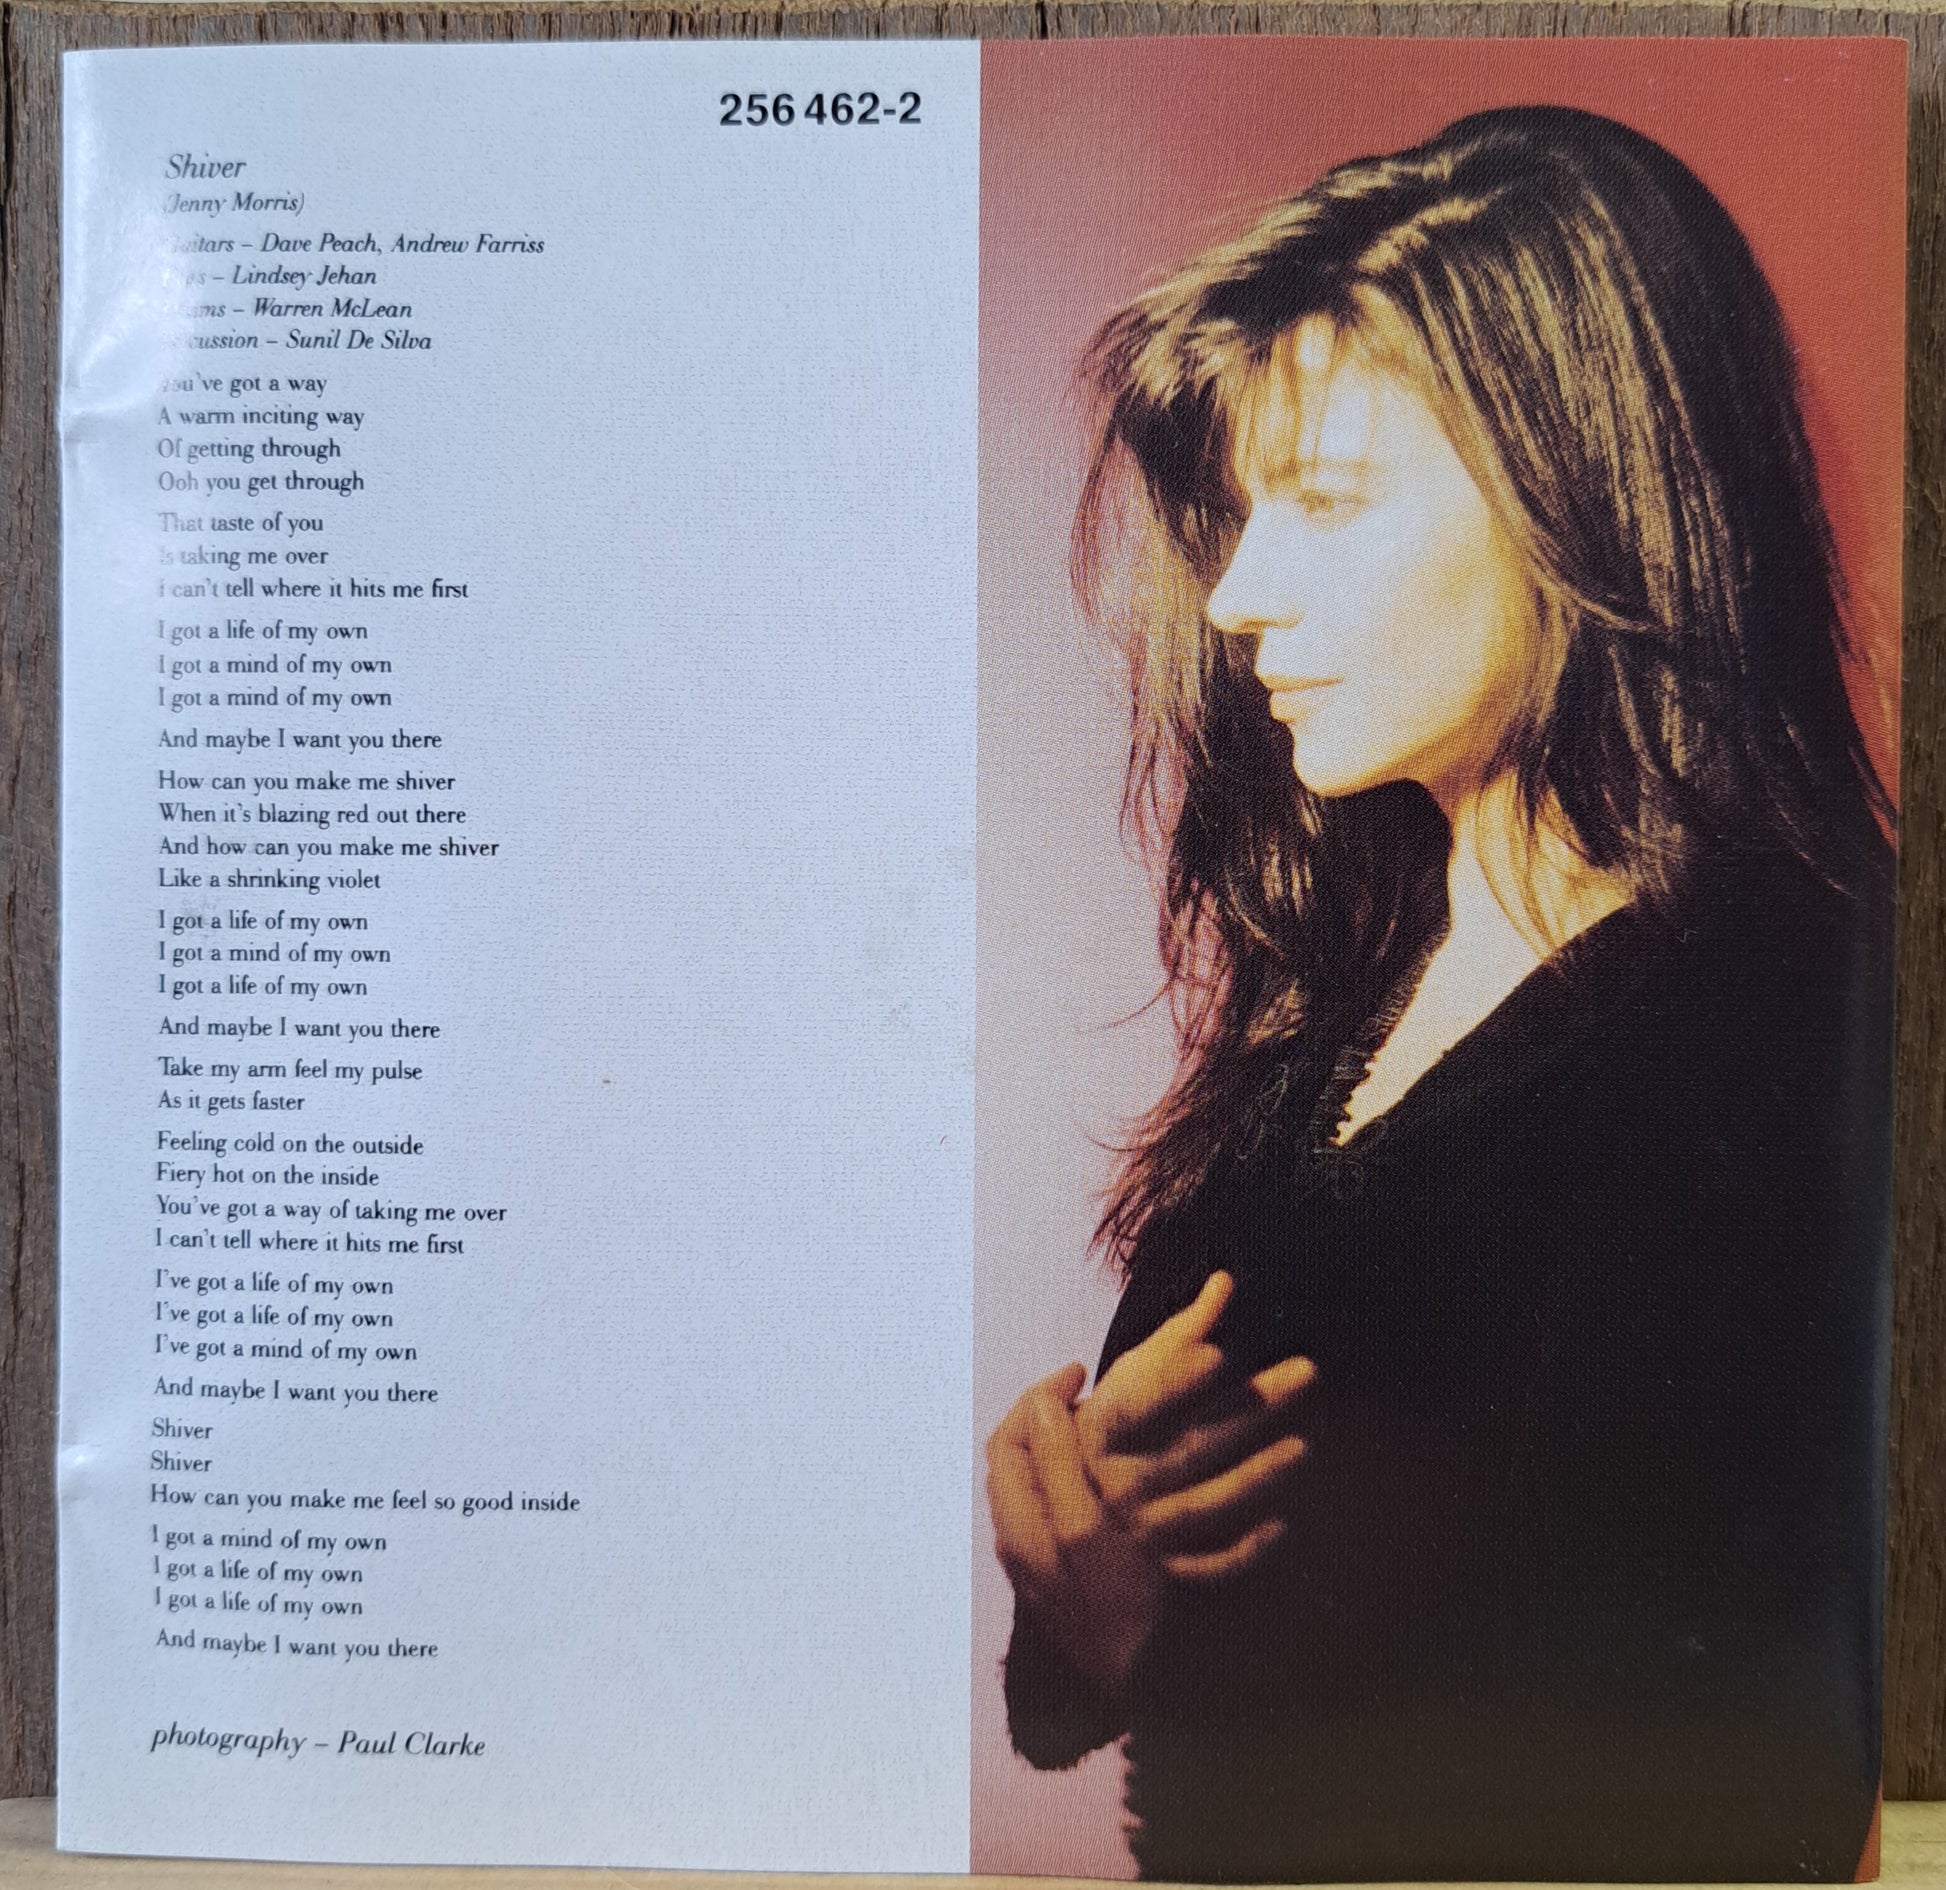 256 462-2
Shiver
(Jenny Morris)
Guitars – Dave Peach, Andrew Farriss
– Lindsey Jehan
Drums – Warren McLean
Percussion – Sunil De Silva
You've got a way
A warm inciting way
Of getting through
Ooh you get through
That taste of you
Is taking me over
I can't tell where it hits me first
I got a life of my own
I got a mind of my own
I got a mind of my own
And maybe I want you there
How can you make me shiver
When it's blazing red out there
And how can you make me shiver
Like a shrinking violet
I got a life of my own
I got a mind of my own
I got a life of my own
And maybe I want you there
Take my arm feel my pulse
As it gets faster
Feeling cold on the outside
Fiery hot on the inside
You've got a way of taking me over
I can't tell where it hits me first
I've got a life of my own
I've got a life of my own
I've got a mind of my own
And maybe I want you there
Shiver
Shiver
How can you make me feel so good inside
I got a mind of my own
I got a life of my own
I got a life of my own
And maybe I want you there
photography – Paul Clarke